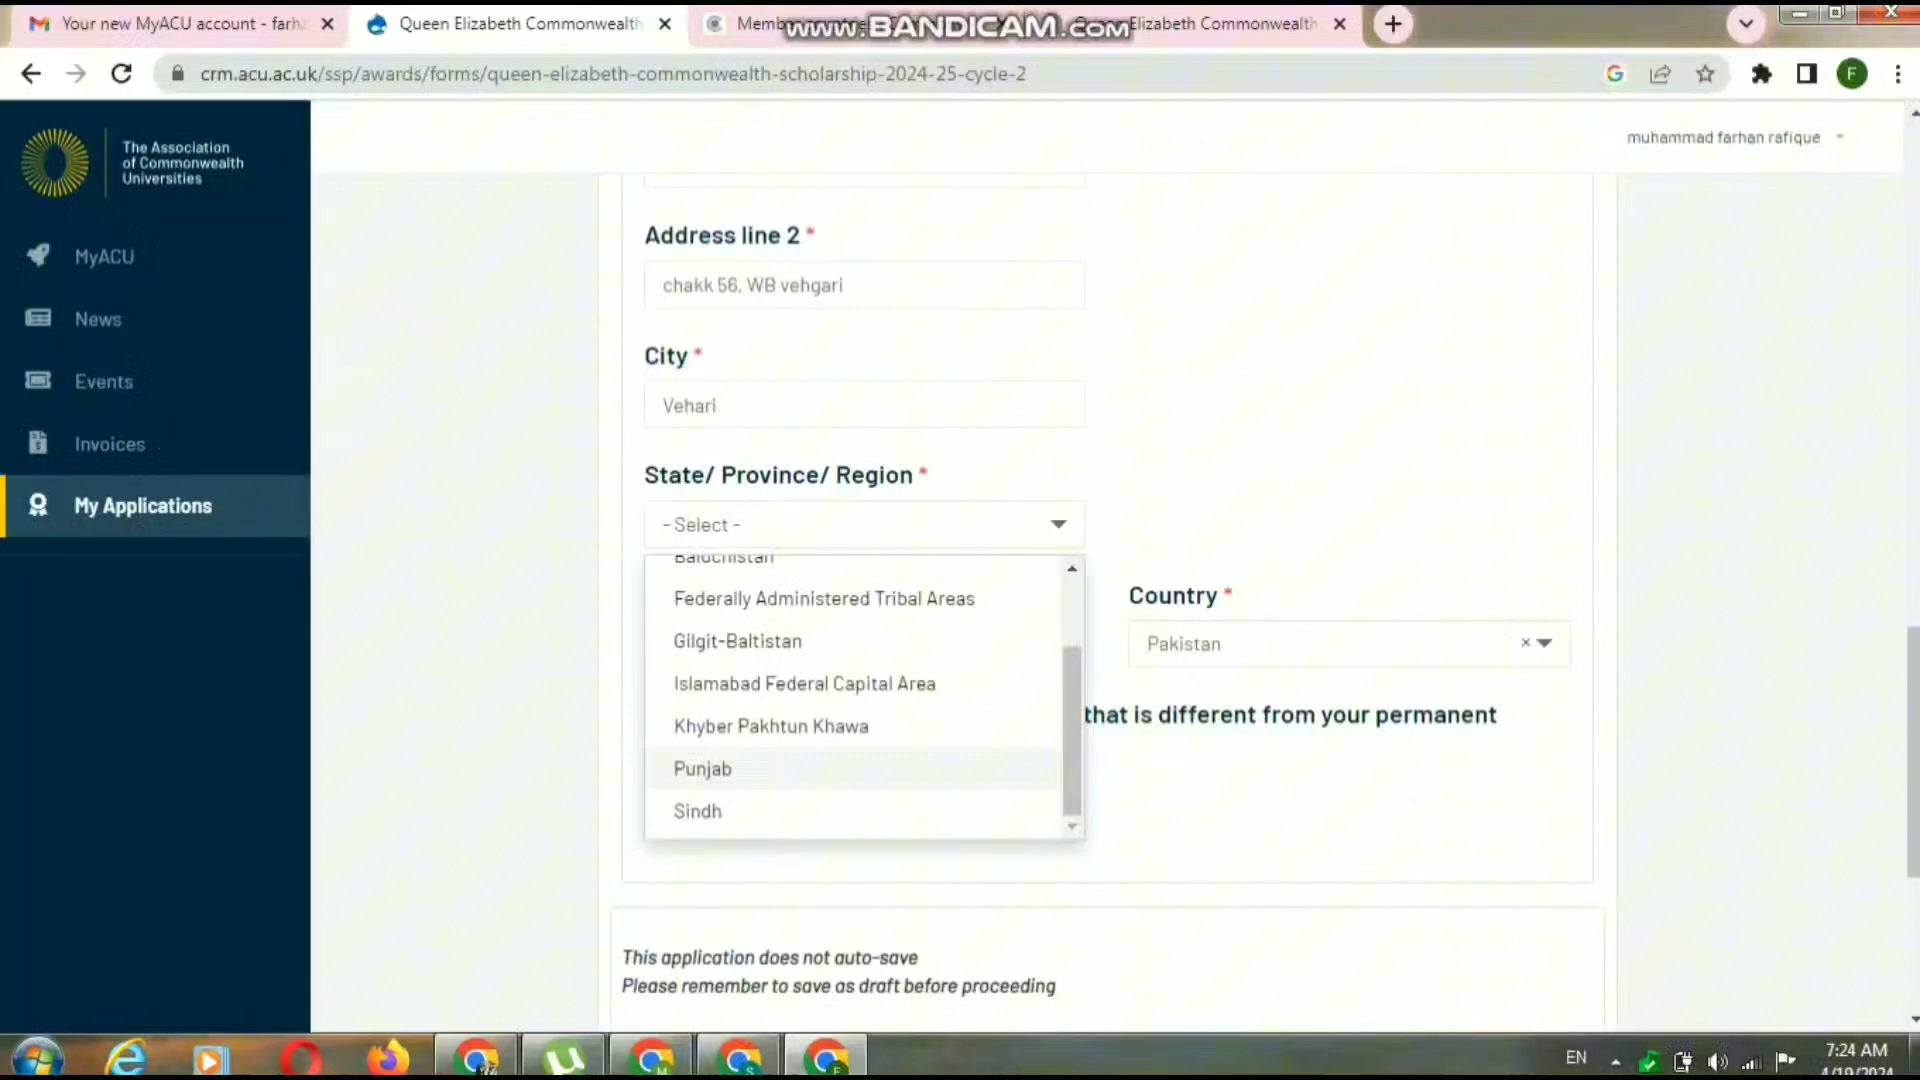 Your new MyACU account - farh
Queen Elizabeth Commonwealth
www.BANDICAM.com
Elizabeth Commonwealth
crm.acu.ac.uk/ssp/awards/forms/queen-elizabeth-commonwealth-scholarship-2024-25-cycle-2
F
The Association
of Commonwealth
Universities
muhammad farhan rafique
MyACU
News
Events
Invoices
My Applications
Address line 2 *
chakk 56, WB vehgari
City *
Vehari
State/ Province/ Region *
- Select -
Balochistan
Federally Administered Tribal Areas
Gilgit-Baltistan
Islamabad Federal Capital Area
Khyber Pakhtun Khawa
Punjab
Sindh
Country *
Pakistan
that is different from your permanent
This application does not auto-save
Please remember to save as draft before proceeding
EN
7:24 AM
4/19/2024